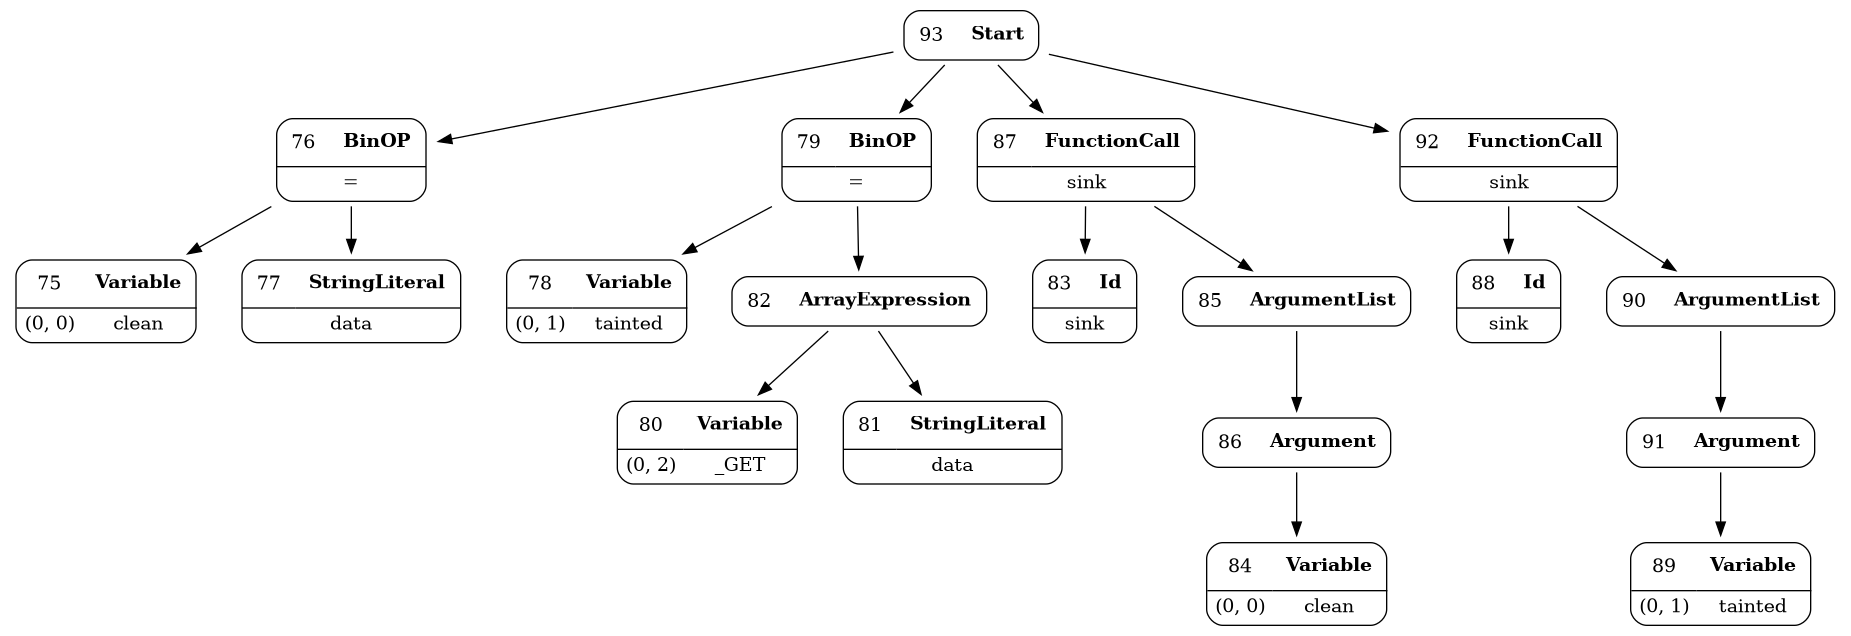 93 Start
76 BinOP
=
79 BinOP
=
87 FunctionCall
sink
92 FunctionCall
sink
75 Variable
(0, 0) clean
77 StringLiteral
data
78 Variable
(0, 1) tainted
82 ArrayExpression
83 Id
sink
85 ArgumentList
88 Id
sink
90 ArgumentList
80 Variable
(0, 2) _GET
81 StringLiteral
data
86 Argument
91 Argument
84 Variable
(0, 0) clean
89 Variable
(0, 1) tainted